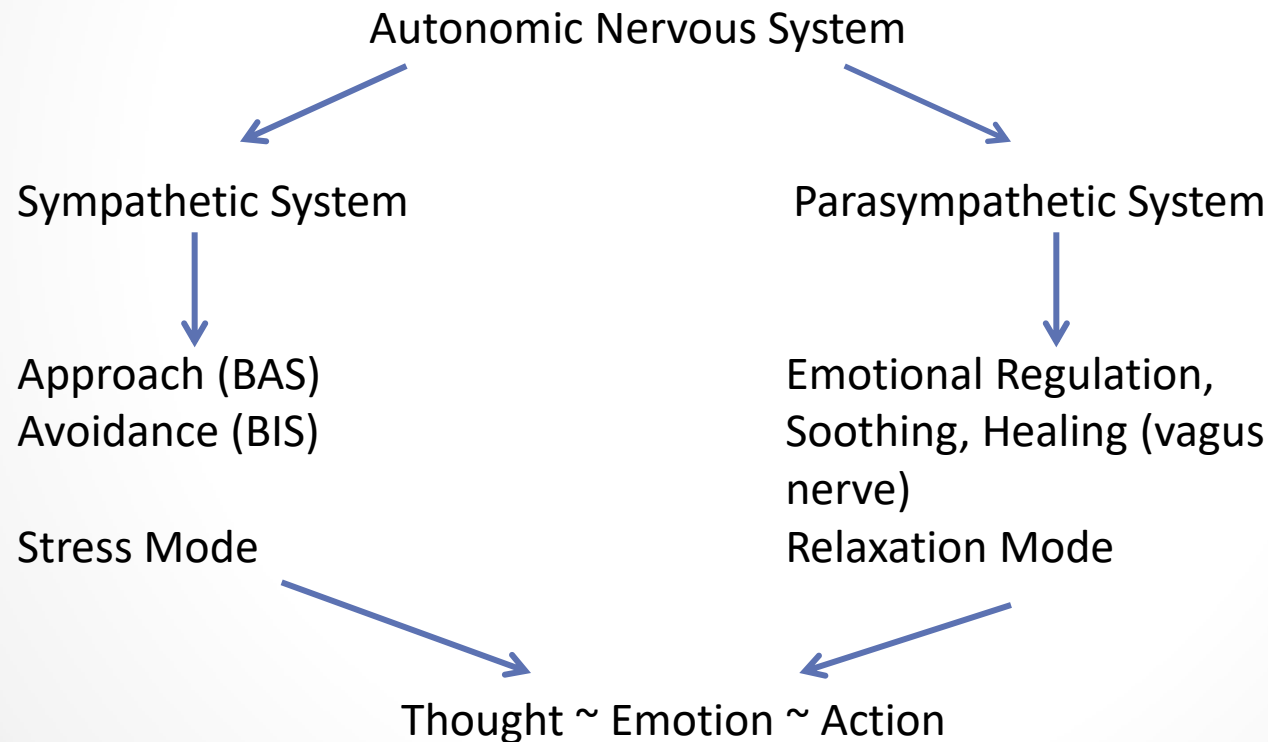 Autonomic Nervous System
Sympathetic System
Parasympathetic System
Approach (BAS)
Avoidance (BIS)
Stress Mode
Emotional Regulation,
Soothing, Healing (vagus
nerve)
Relaxation Mode
Thought ~ Emotion ~ Action